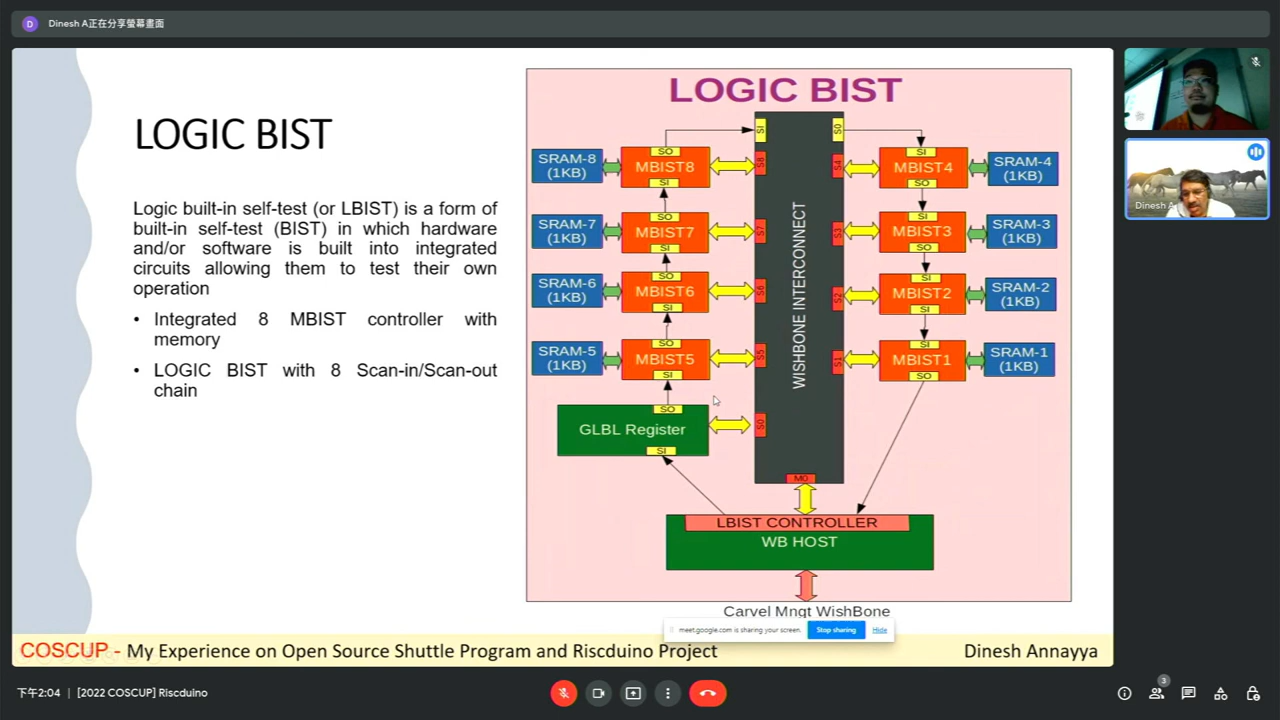 D
Dinesh A正在分享螢幕畫面
LOGIC BIST
Logic built-in self-test (or LBIST) is a form of
built-in self-test (BIST) in which hardware
and/or software is built into integrated
circuits allowing them to test their own
operation
• Integrated 8 MBIST controller with
memory
• LOGIC BIST with 8 Scan-in/Scan-out
chain
LOGIC BIST
SI
SO
SO
SI
SRAM-8
(1KB)
MBIST8
S8
S4
MBIST4
SRAM-4
(1KB)
SI
SO
SO
SI
SRAM-7
(1KB)
MBIST7
S7
S3
MBIST3
SRAM-3
(1KB)
SI
SO
SO
SI
SRAM-6
(1KB)
MBIST6
S6
S2
MBIST2
SRAM-2
(1KB)
SI
SI
SO
SI
SRAM-5
(1KB)
MBIST5
S5
S1
MBIST1
SRAM-1
(1KB)
SI
SO
WISHBONE INTERCONNECT
SO
GLBL Register
S0
SI
M0
LBIST CONTROLLER
WB HOST
Carvel Mngt WishBone
meet.google.com is sharing your screen.
Stop sharing
Hide
COSCUP - My Experience on Open Source Shuttle Program and Riscduino Project
Dinesh Annayya
Dinesh A
下午2:04 | [2022 COSCUP] Riscduino
3